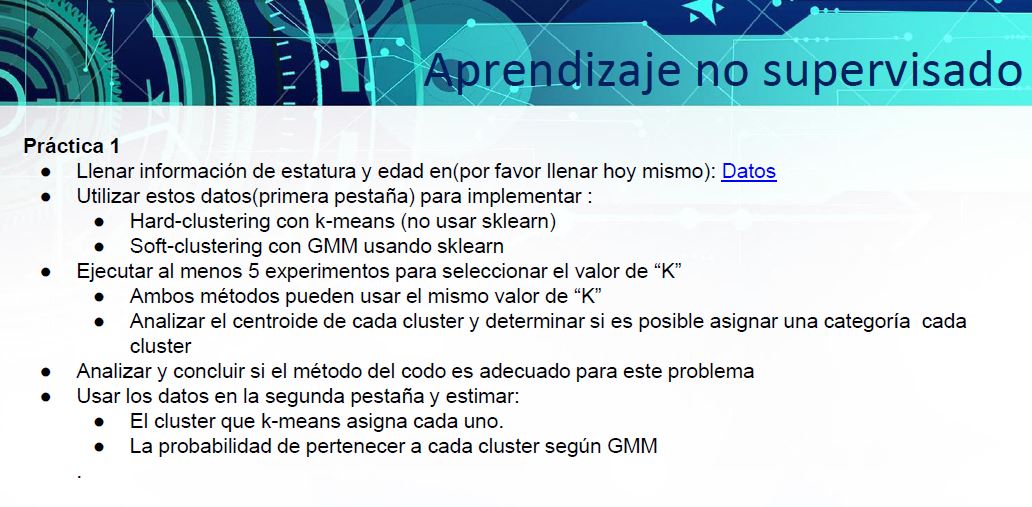 Aprendizaje no supervisado
Práctica 1
● Llenar información de estatura y edad en(por favor llenar hoy mismo): Datos
● Utilizar estos datos(primera pestaña) para implementar :
● Hard-clustering con k-means (no usar sklearn)
● Soft-clustering con GMM usando sklearn
● Ejecutar al menos 5 experimentos para seleccionar el valor de “K”
● Ambos métodos pueden usar el mismo valor de “K”
● Analizar el centroide de cada cluster y determinar si es posible asignar una categoría cada
cluster
● Analizar y concluir si el método del codo es adecuado para este problema
● Usar los datos en la segunda pestaña y estimar:
● El cluster que k-means asigna cada uno.
● La probabilidad de pertenecer a cada cluster según GMM
.